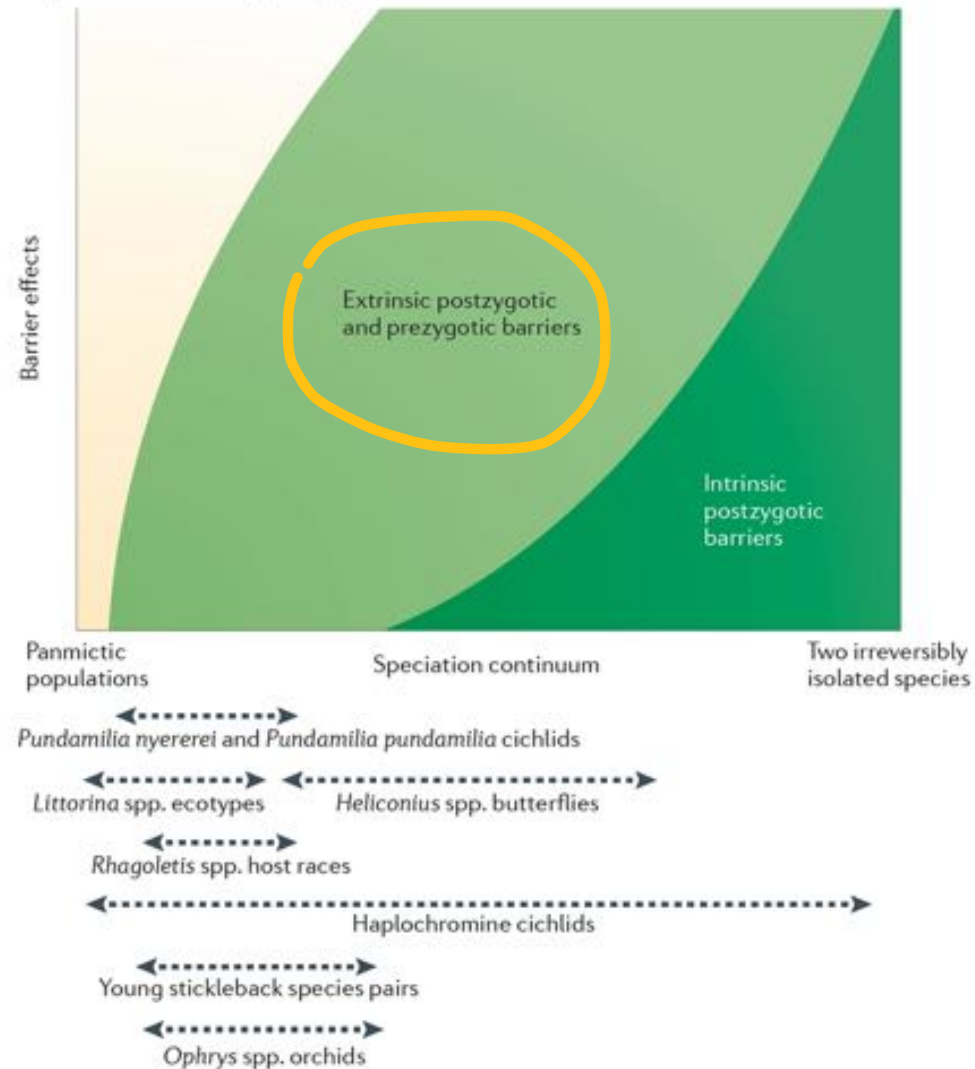 Barrier effects
Extrinsic postzygotic
and prezygotic barriers
Intrinsic
postzygotic
barriers
Panmictic
populations
Speciation continuum
Two irreversibly
isolated species
Pundamilia nyererei and Pundamilia pundamilia cichlids
Littorina spp. ecotypes
Heliconius spp. butterflies
Rhagoletis spp. host races
Haplochromine cichlids
Young stickleback species pairs
Ophrys spp. orchids